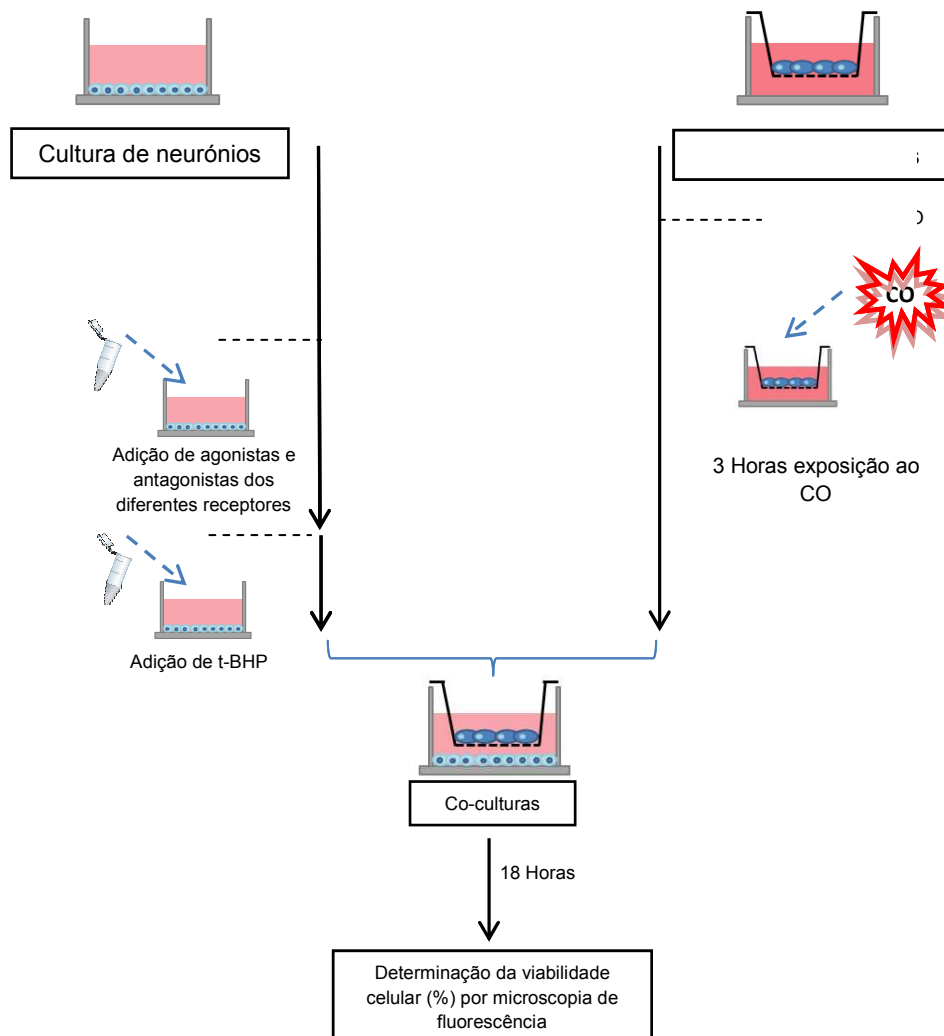 Cultura de neurónios
s
O
CO
Adição de agonistas e
antagonistas dos
diferentes receptores
3 Horas exposição ao
CO
Adição de t-BHP
Co-culturas
18 Horas
Determinação da viabilidade
celular (%) por microscopia de
fluorescência